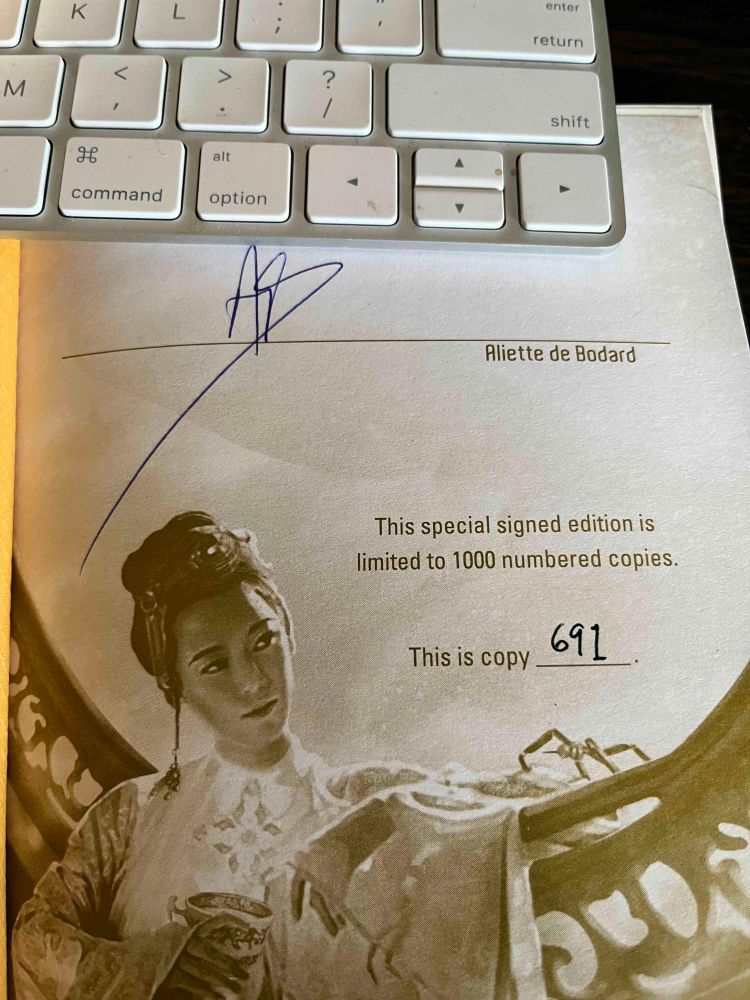 K L : ; " ' enter return
M < , > . ? / shift
⌘ command alt option ◄ ▲ ▼ ►
Aliette de Bodard
This special signed edition is
limited to 1000 numbered copies.
This is copy 691.